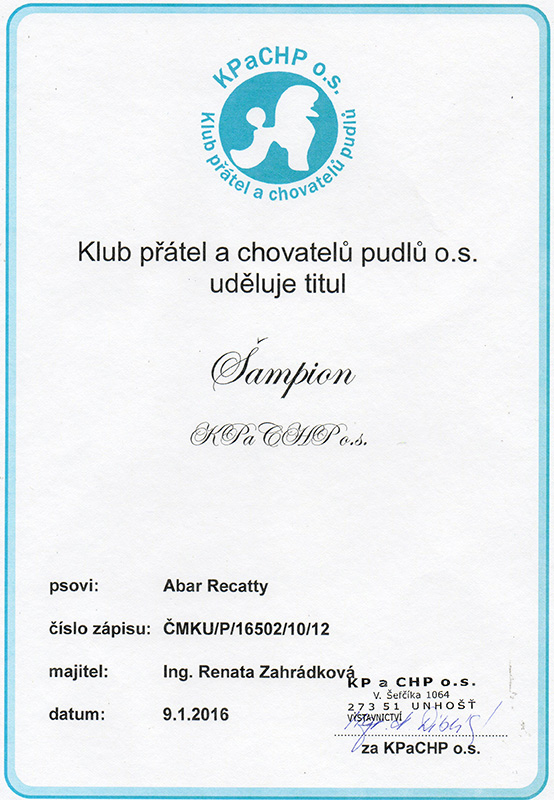 KPaCHP o.s.
Klub přátel a chovatelů pudlů
Klub přátel a chovatelů pudlů o.s.
uděluje titul
Šampion
KPaCHP o.s.
psovi: Abar Recatty
číslo zápisu: ČMKU/P/16502/10/12
majitel: Ing. Renata Zahrádková
datum: 9.1.2016
KP a CHP o.s.
V. Šefčíka 1064
273 51 UNHOŠŤ
VÝSTAVNICTVÍ
za KPaCHP o.s.